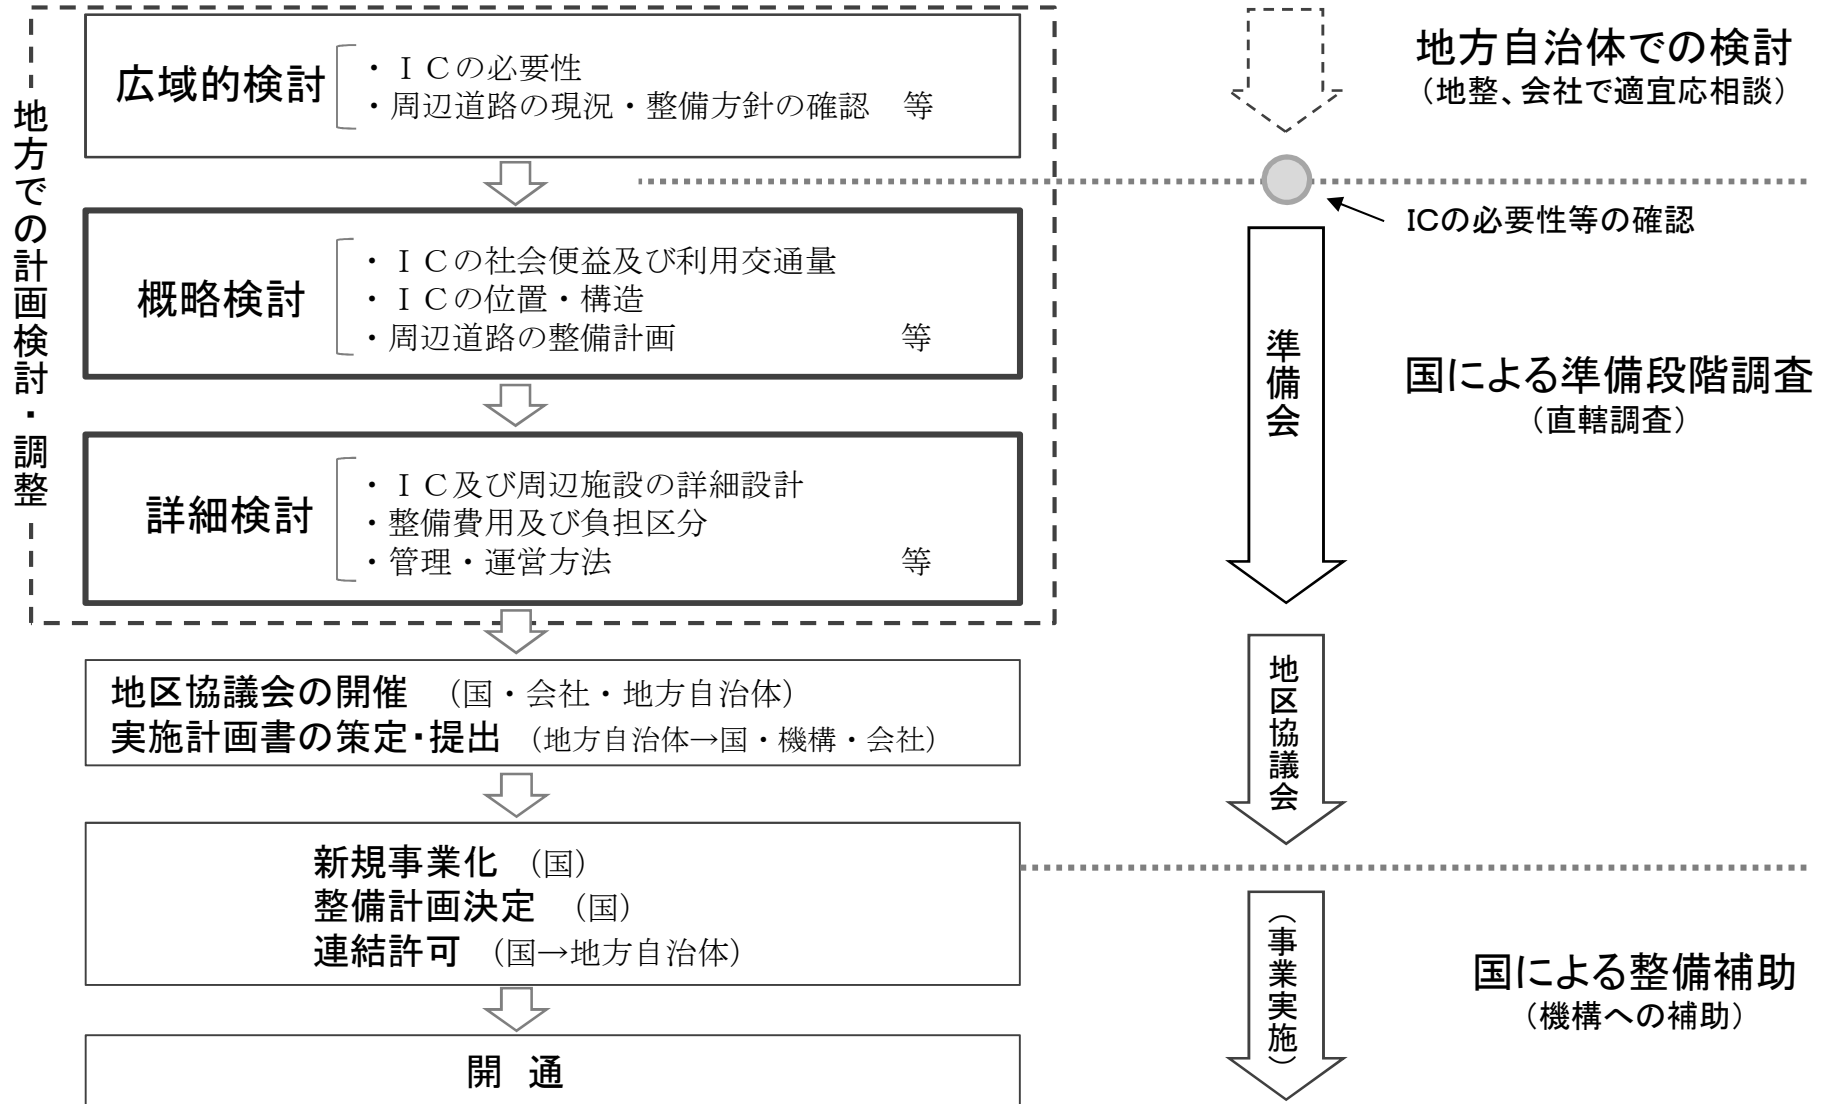 地方での計画検討・調整
広域的検討
・ＩＣの必要性
・周辺道路の現況・整備方針の確認　等
概略検討
・ＩＣの社会便益及び利用交通量
・ＩＣの位置・構造
・周辺道路の整備計画　等
詳細検討
・ＩＣ及び周辺施設の詳細設計
・整備費用及び負担区分
・管理・運営方法　等
地区協議会の開催　（国・会社・地方自治体）
実施計画書の策定・提出　（地方自治体→国・機構・会社）
新規事業化　（国）
整備計画決定　（国）
連結許可　（国→地方自治体）
開　通
地方自治体での検討
（地整、会社で適宜応相談）
ICの必要性等の確認
準備会
国による準備段階調査
（直轄調査）
地区協議会
（事業実施）
国による整備補助
（機構への補助）